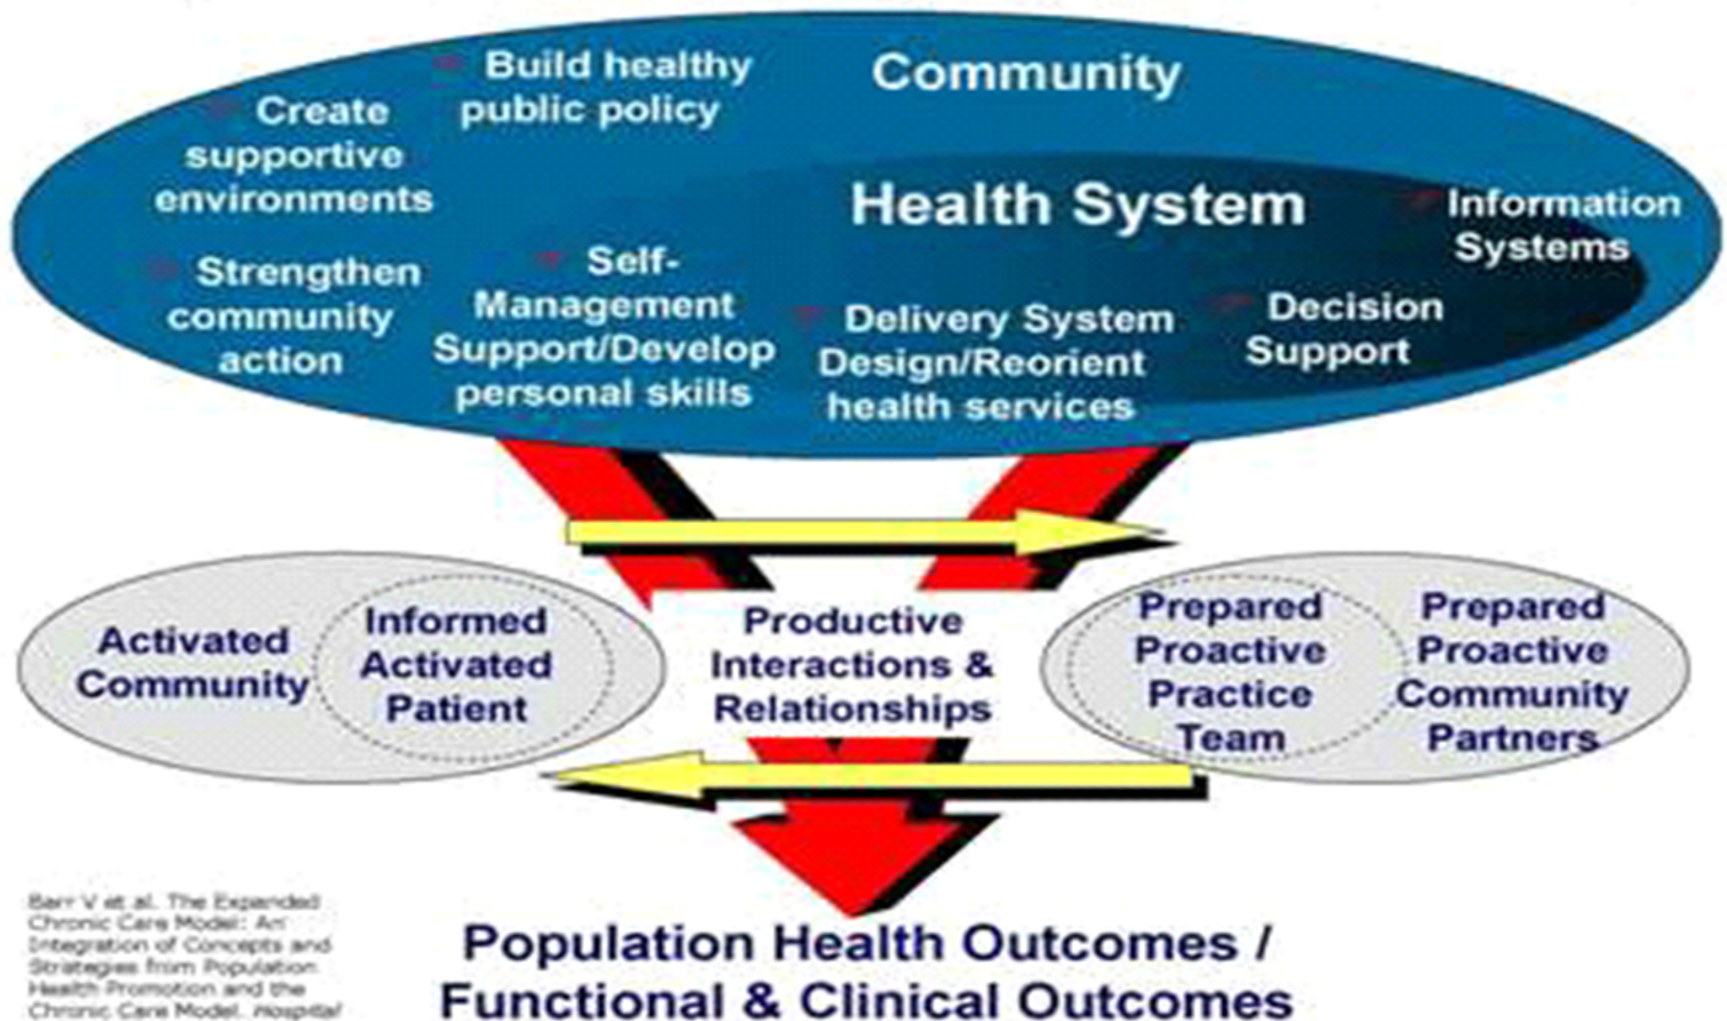 Build healthy
public policy
Community
Create
supportive
environments
Health System
Information
Systems
Strengthen
community
action
Self-
Management
Support/Develop
personal skills
Delivery System
Design/Reorient
health services
Decision
Support
Activated
Community
Informed
Activated
Patient
Productive
Interactions &
Relationships
Prepared
Proactive
Practice
Team
Prepared
Proactive
Community
Partners
Barr V et al. The Expanded
Chronic Care Model: An
Integration of Concepts and
Strategies from Population
Health Promotion and the
Chronic Care Model. Hospital
Population Health Outcomes /
Functional & Clinical Outcomes